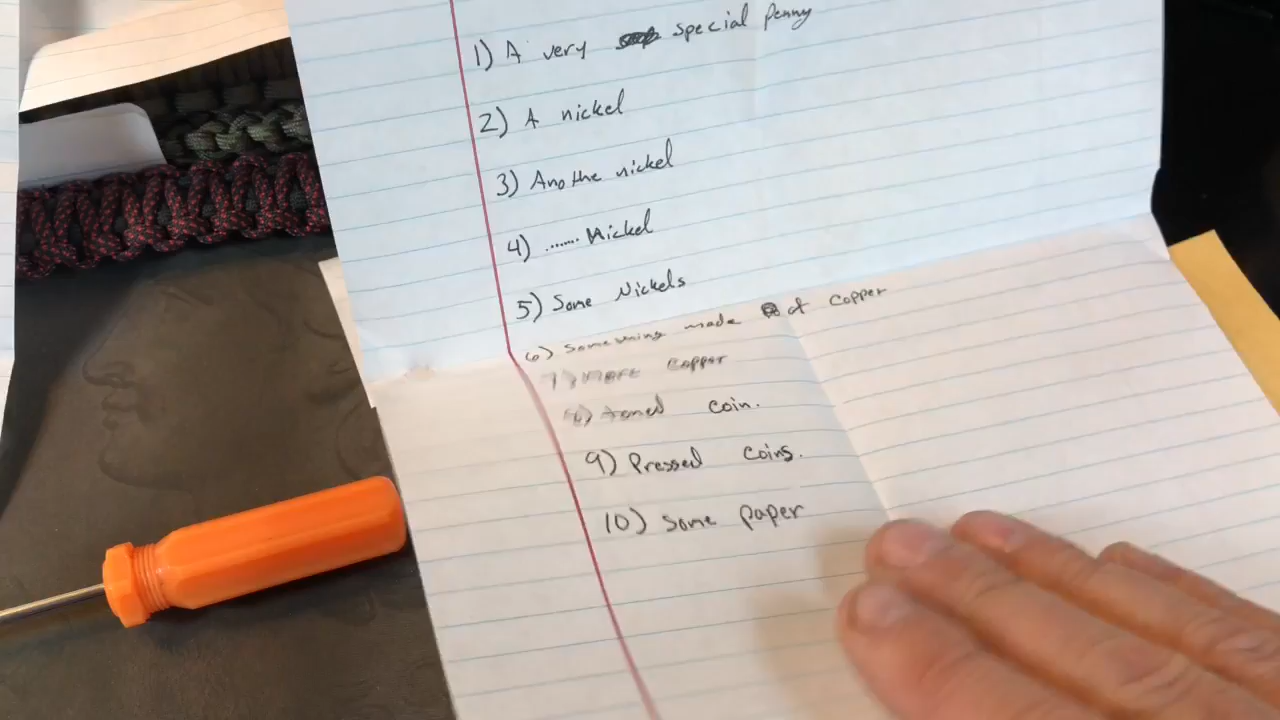 1) A very special penny
2) A nickel
3) Anothe nickel
4) ....... Nickel
5) Some Nickels
6) Something made of copper
7) More copper
8) toned coin.
9) Pressed coins.
10) some paper